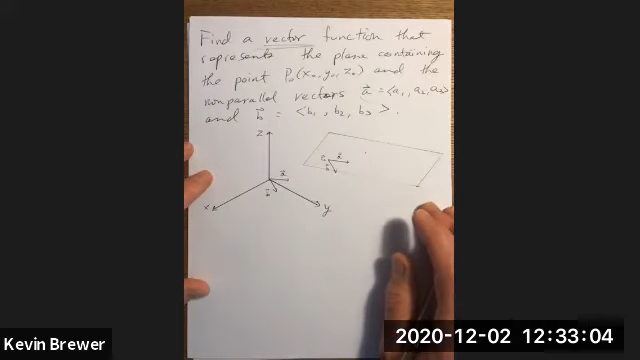 Find a vector function that
represents the plane containing
the point P₀(x₀, y₀, z₀) and the
nonparallel vectors a⃗ = <a₁, a₂, a₃>
and b⃗ = <b₁, b₂, b₃>.
z
a⃗
b⃗
x
y
P₀
a⃗
b⃗
Kevin Brewer
2020-12-02 12:33:04